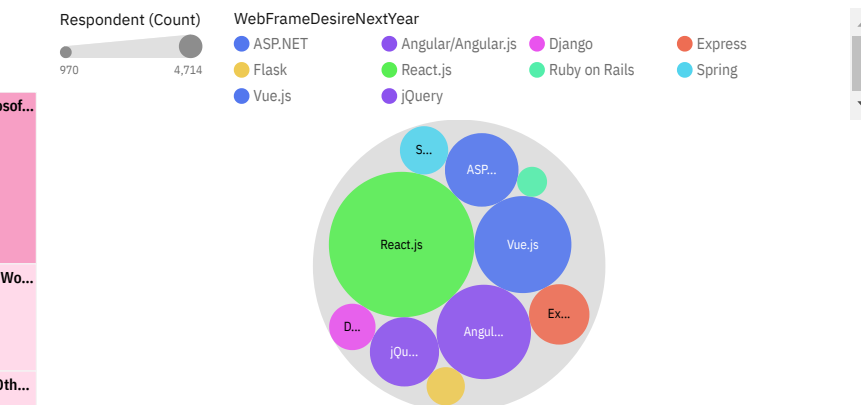 Respondent (Count)
970 4,714
WebFrameDesireNextYear
ASP.NET Angular/Angular.js Django Express
Flask React.js Ruby on Rails Spring
Vue.js jQuery
osof...
Wo...
Oth...
S...
ASP...
React.js
Vue.js
Ex...
D...
Angul...
jQu...